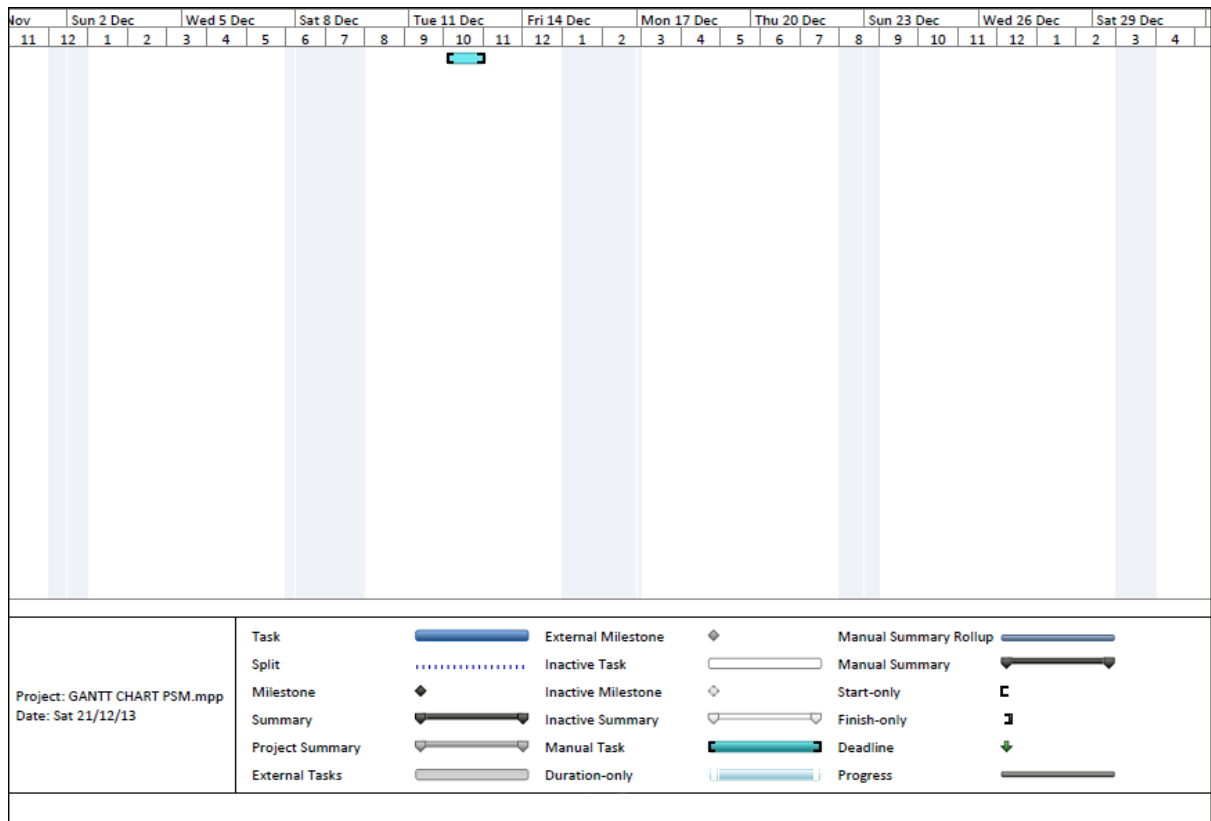 Nov Sun 2 Dec Wed 5 Dec Sat 8 Dec Tue 11 Dec Fri 14 Dec Mon 17 Dec Thu 20 Dec Sun 23 Dec Wed 26 Dec Sat 29 Dec
11 12 1 2 3 4 5 6 7 8 9 10 11 12 1 2 3 4 5 6 7 8 9 10 11 12 1 2 3 4
Project: GANTT CHART PSM.mpp
Date: Sat 21/12/13
Task External Milestone Manual Summary Rollup
Split Inactive Task Manual Summary
Milestone Inactive Milestone Start-only
Summary Inactive Summary Finish-only
Project Summary Manual Task Deadline
External Tasks Duration-only Progress